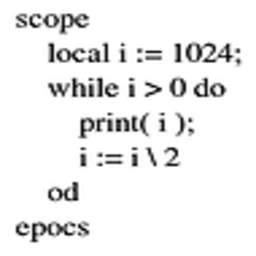 scope
local i := 1024;
while i > 0 do
print( i );
i := i \ 2
od
epocs